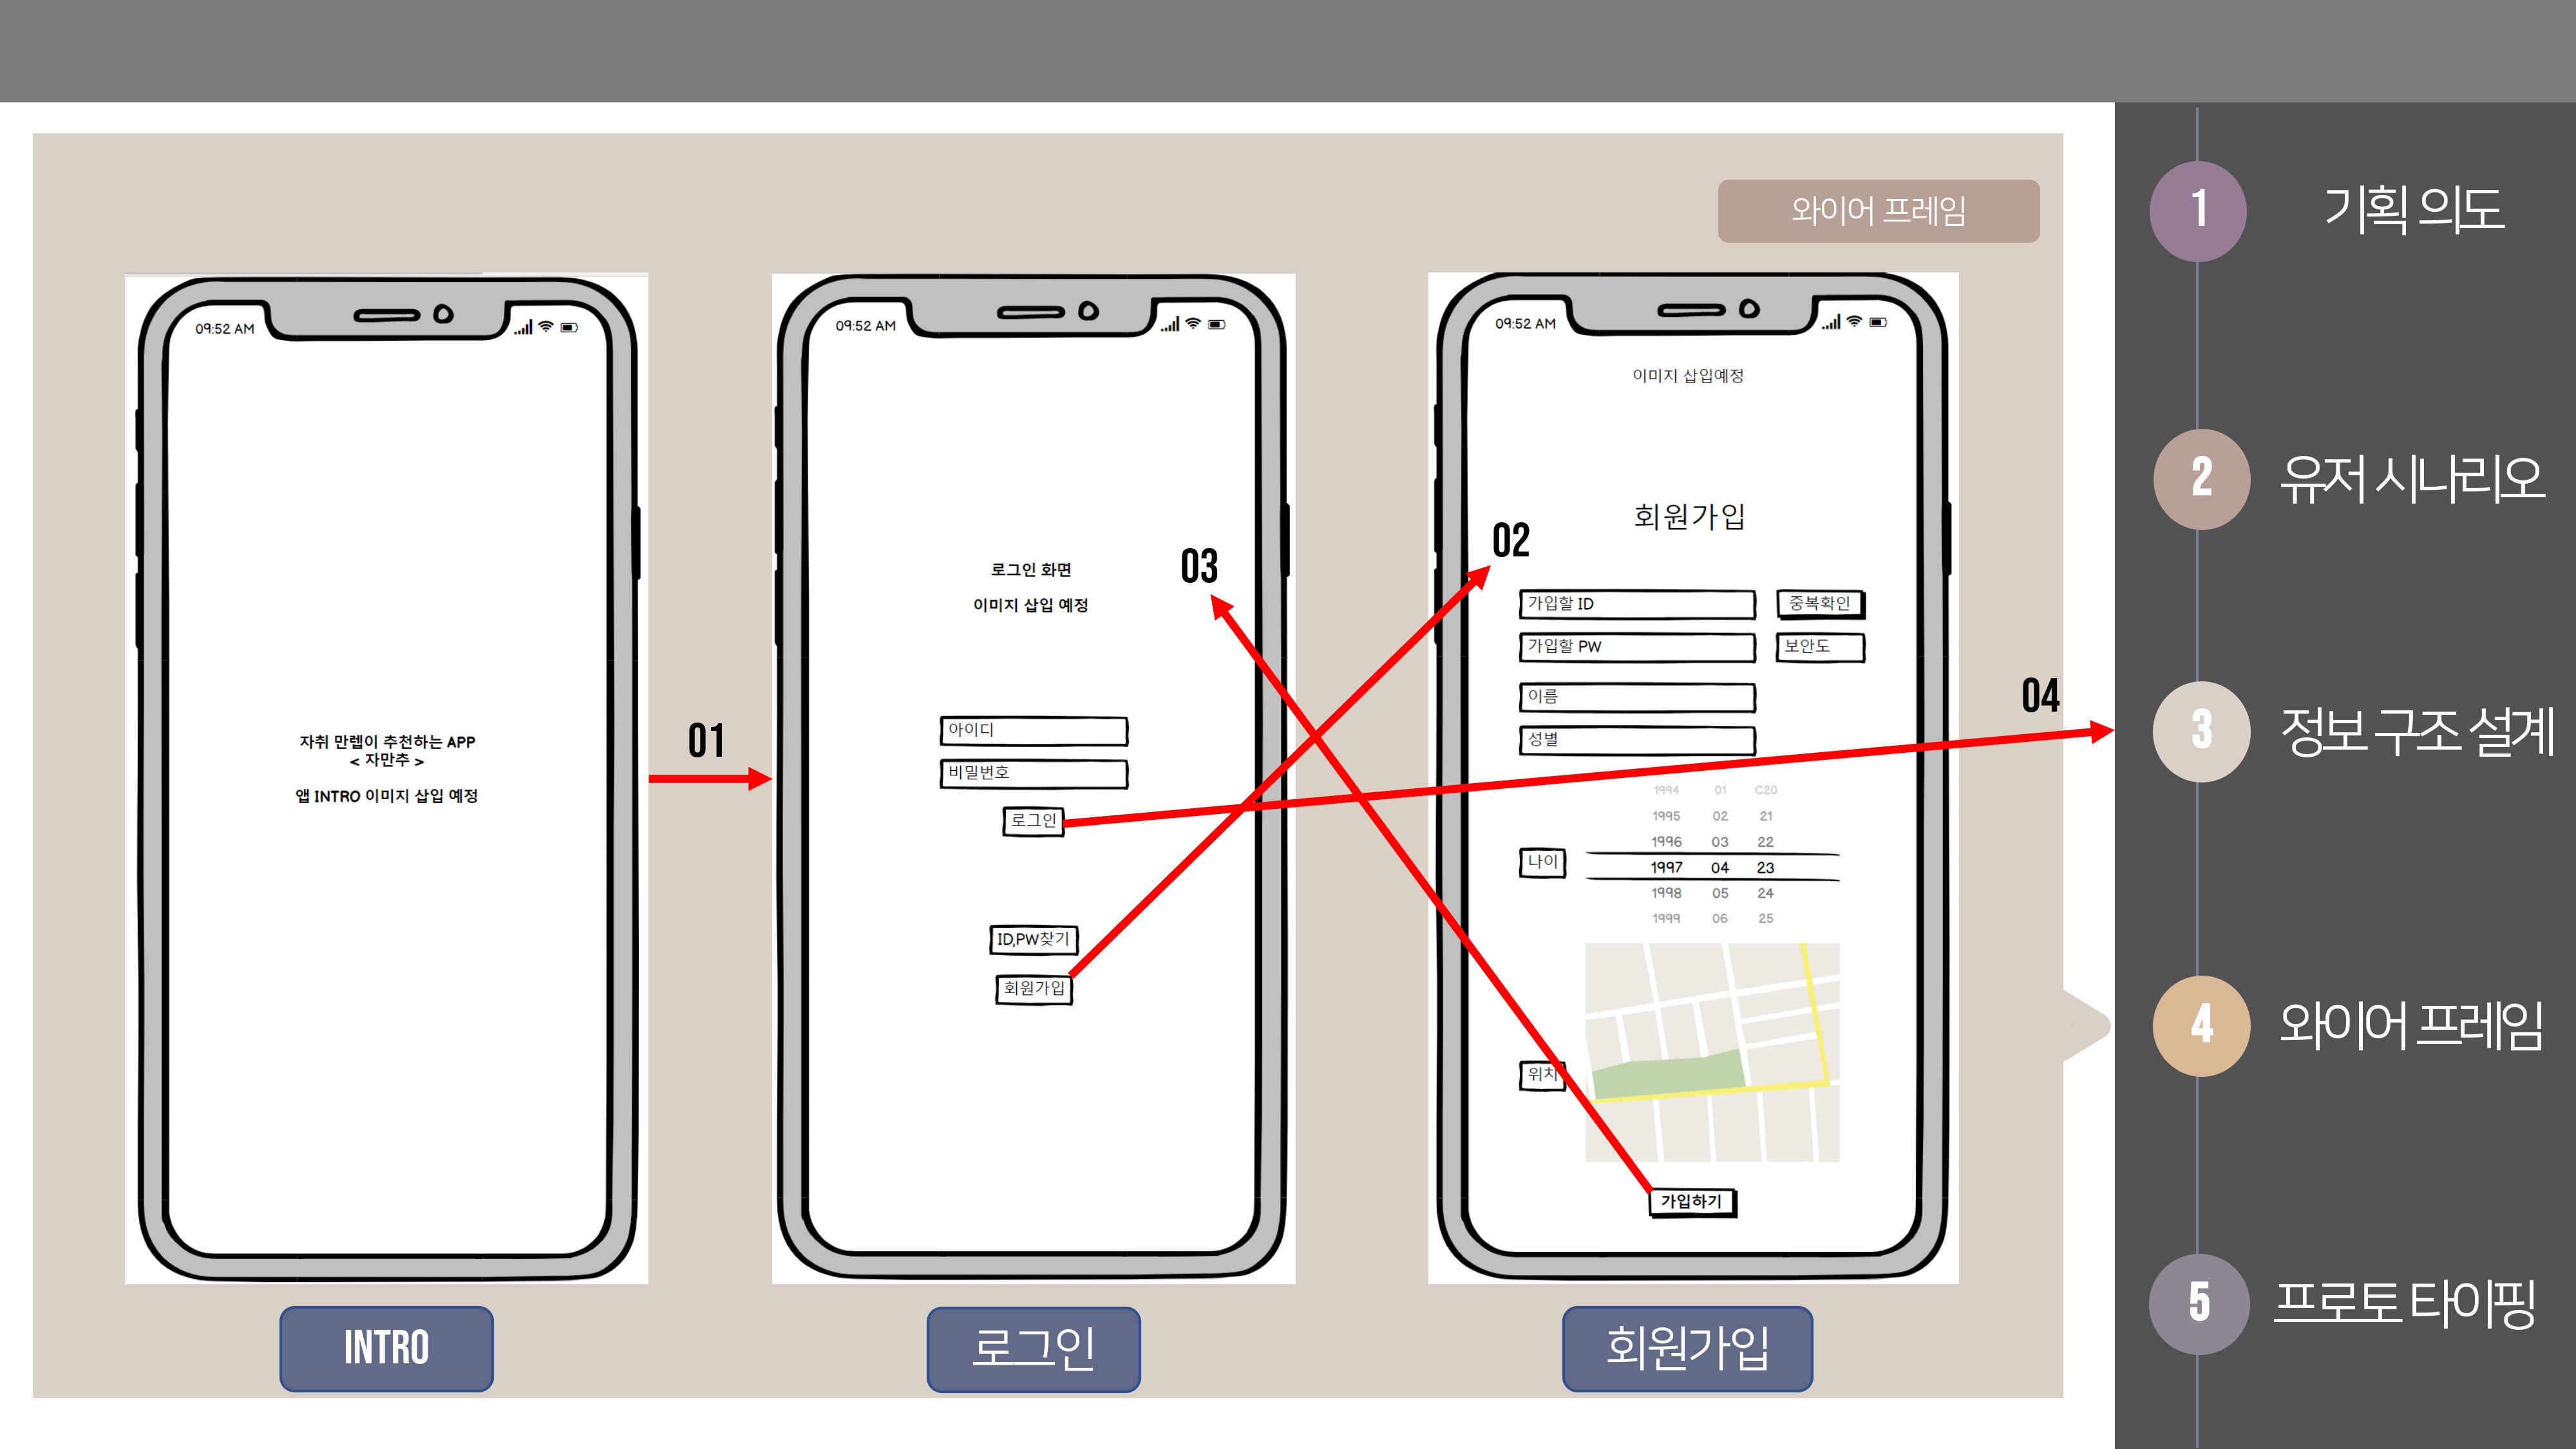 와이어 프레임
09:52 AM
자취 만렙이 추천하는 APP
< 자만추 >
앱 INTRO 이미지 삽입 예정
INTRO
01
09:52 AM
로그인 화면
이미지 삽입 예정
03
아이디
비밀번호
로그인
ID,PW찾기
회원가입
로그인
09:52 AM
이미지 삽입예정
회원가입
02
가입할 ID
중복확인
가입할 PW
보안도
이름
성별
04
1994 01 C20
1995 02 21
1996 03 22
나이
1997 04 23
1998 05 24
1999 06 25
위치
가입하기
회원가입
1 기획 의도
2 유저 시나리오
3 정보 구조 설계
4 와이어 프레임
5 프로토 타이핑